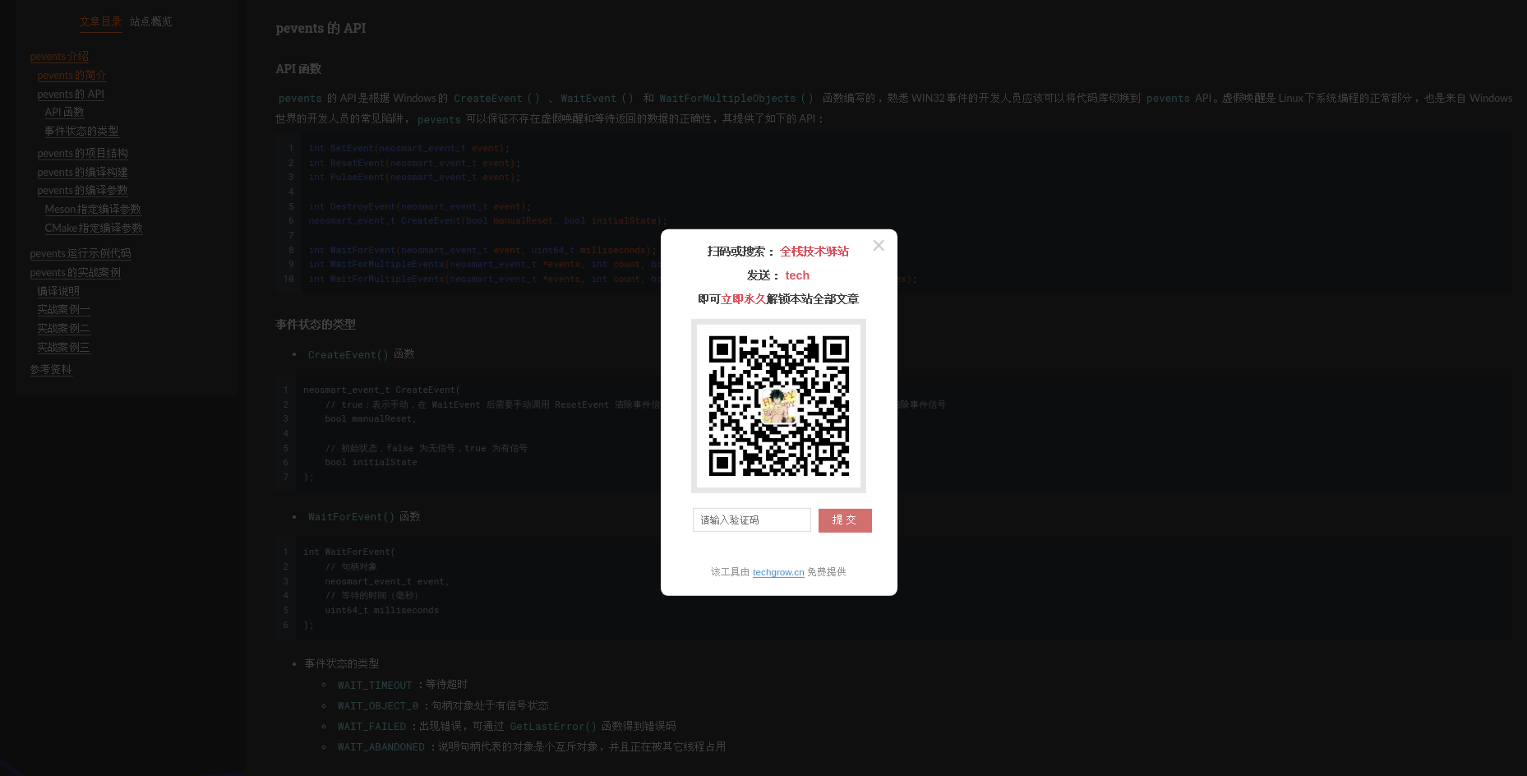 文章目录 站点概览
pevents 介绍
pevents 的简介
pevents 的 API
API 函数
事件状态的类型
pevents 的项目结构
pevents 的编译构建
pevents 的编译参数
Meson 指定编译参数
CMake 指定编译参数
pevents 运行示例代码
pevents 的实战案例
编译说明
实战案例一
实战案例二
实战案例三
参考资料
pevents 的 API
API 函数
pevents 的 API 是根据 Windows 的 CreateEvent () 、 WaitEvent () 和 WaitForMultipleObjects () 函数编写的，熟悉 WIN32 事件的开发人员应该可以将代码库切换到 pevents API。虚假唤醒是 Linux 下系统编程的正常部分，也是来自 Windows
世界的开发人员的常见陷阱， pevents 可以保证不存在虚假唤醒和等待返回的数据的正确性，其提供了如下的 API：
1 int SetEvent(neosmart_event_t event);
2 int ResetEvent(neosmart_event_t event);
3 int PulseEvent(neosmart_event_t event);
4
5 int DestroyEvent(neosmart_event_t event);
6 neosmart_event_t CreateEvent(bool manualReset, bool initialState);
7
8 int WaitForEvent(neosmart_event_t event, uint64_t milliseconds);
9 int WaitForMultipleEvents(neosmart_event_t *events, int count, bo
10 int WaitForMultipleEvents(neosmart_event_t *events, int count, bo
事件状态的类型
CreateEvent() 函数
1 neosmart_event_t CreateEvent(
2 // true：表示手动，在 WaitEvent 后需要手动调用 ResetEvent 清除事件信 除事件信号
3 bool manualReset,
4
5 // 初始状态，false 为无信号，true 为有信号
6 bool initialState
7 );
WaitForEvent() 函数
1 int WaitForEvent(
2 // 句柄对象
3 neosmart_event_t event,
4 // 等待的时间（毫秒）
5 uint64_t milliseconds
6 );
事件状态的类型
WAIT_TIMEOUT ：等待超时
WAIT_OBJECT_0 ：句柄对象处于有信号状态
WAIT_FAILED ：出现错误，可通过 GetLastError() 函数得到错误码
WAIT_ABANDONED ：说明句柄代表的对象是个互斥对象，并且正在被其它线程占用
×
扫码或搜索： 全栈技术驿站
发送： tech
即可立即永久解锁本站全部文章
请输入验证码 提 交
该工具由 techgrow.cn 免费提供